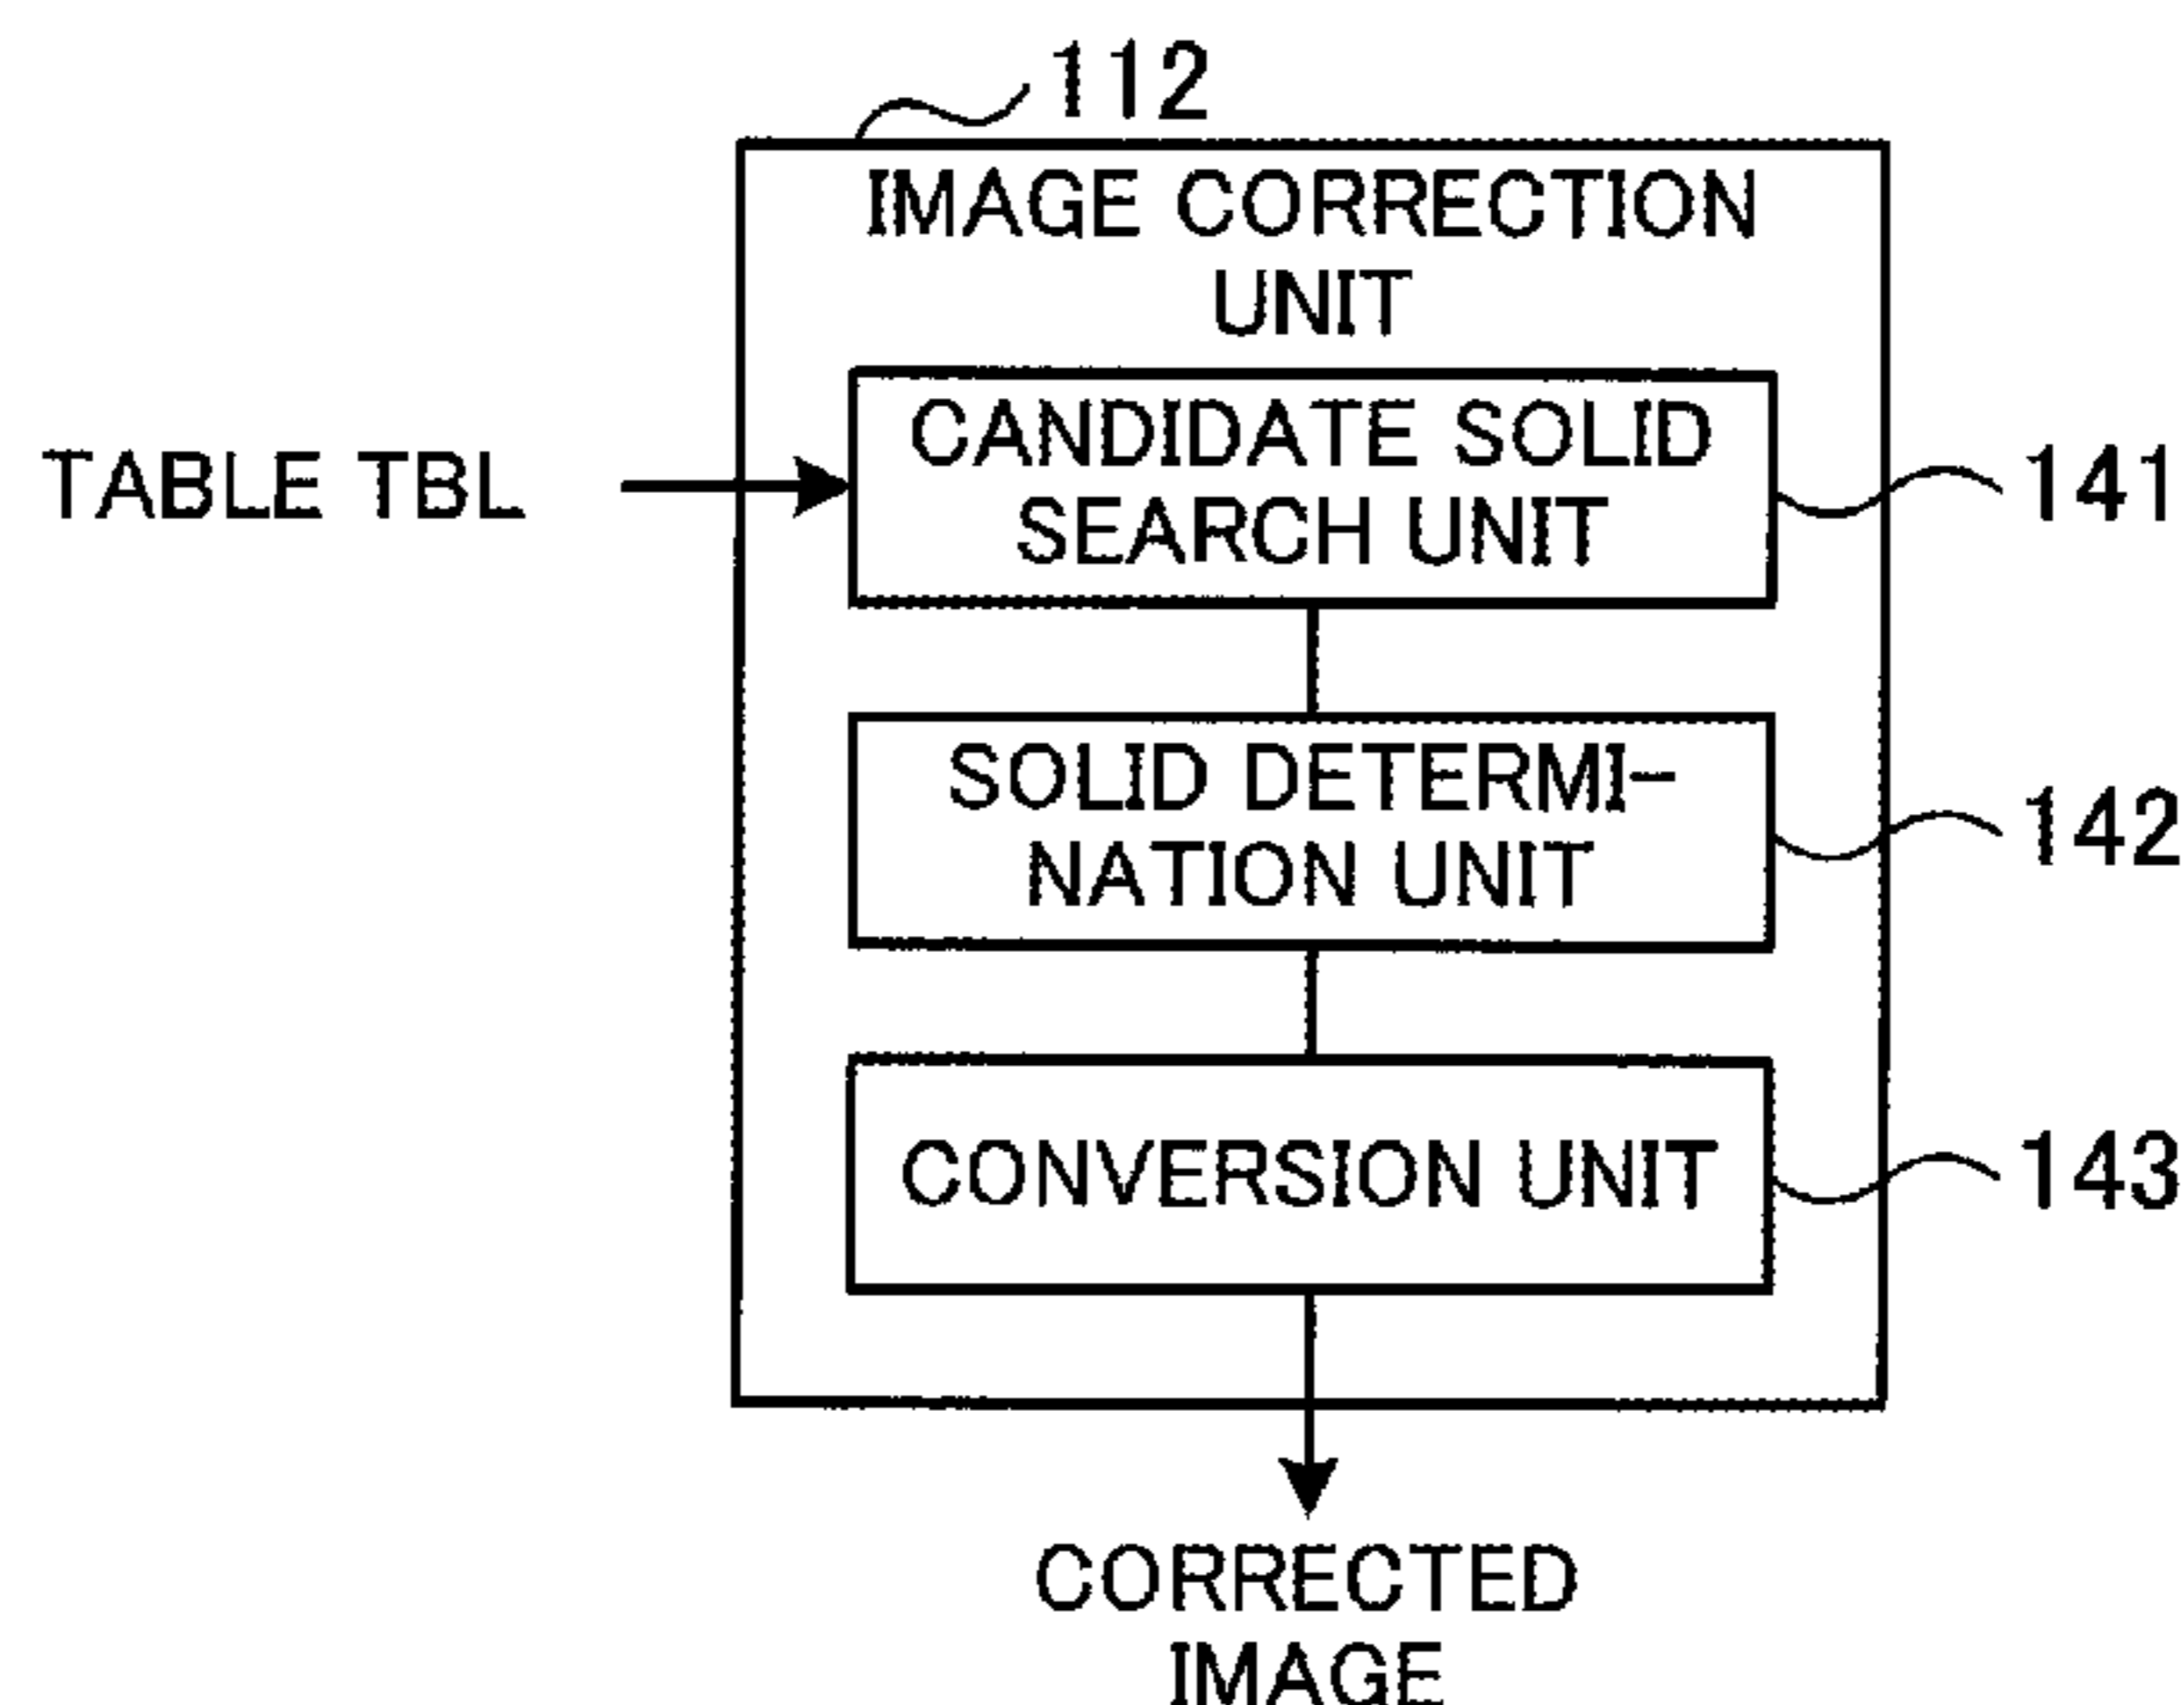 112
IMAGE CORRECTION
UNIT
CANDIDATE SOLID
SEARCH UNIT
TABLE TBL
141
SOLID DETERMI-
NATION UNIT
142
CONVERSION UNIT
143
CORRECTED
IMAGE